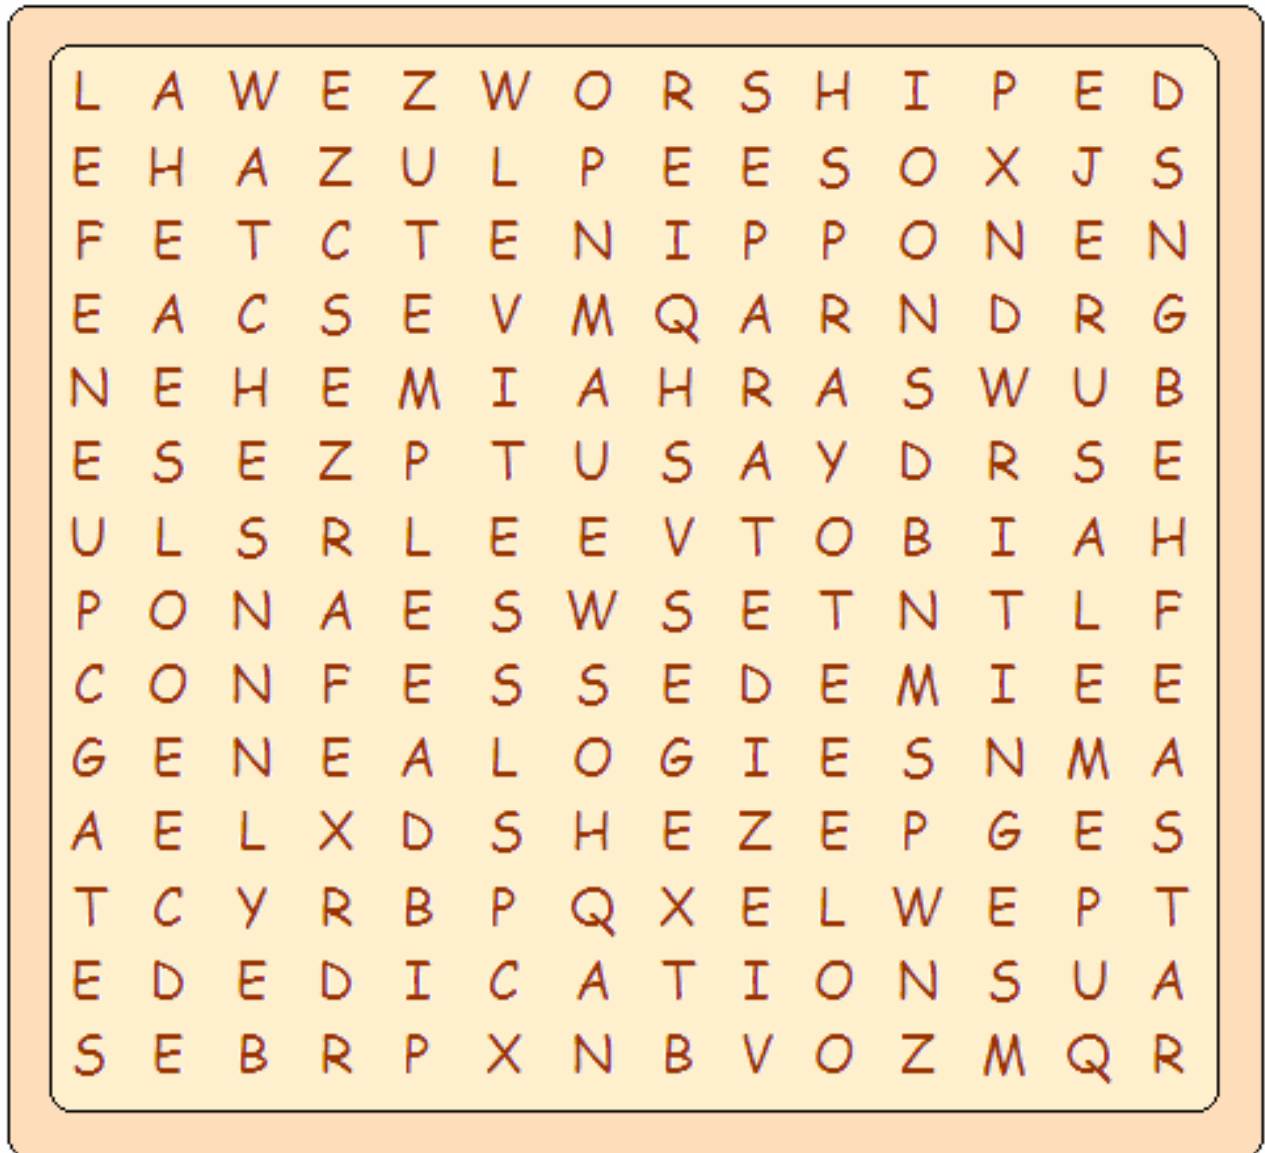 L A W E Z W O R S H I P E D
E H A Z U L P E E S O X J S
F E T C T E N I P P O N E N
E A C S E V M Q A R N D R G
N E H E M I A H R A S W U B
E S E Z P T U S A Y D R S E
U L S R L E E V T O B I A H
P O N A E S W S E T N T L F
C O N F E S S E D E M I E E
G E N E A L O G I E S N M A
A E L X D S H E Z E P G E S
T C Y R B P Q X E L W E P T
E D E D I C A T I O N S U A
S E B R P X N B V O Z M Q R